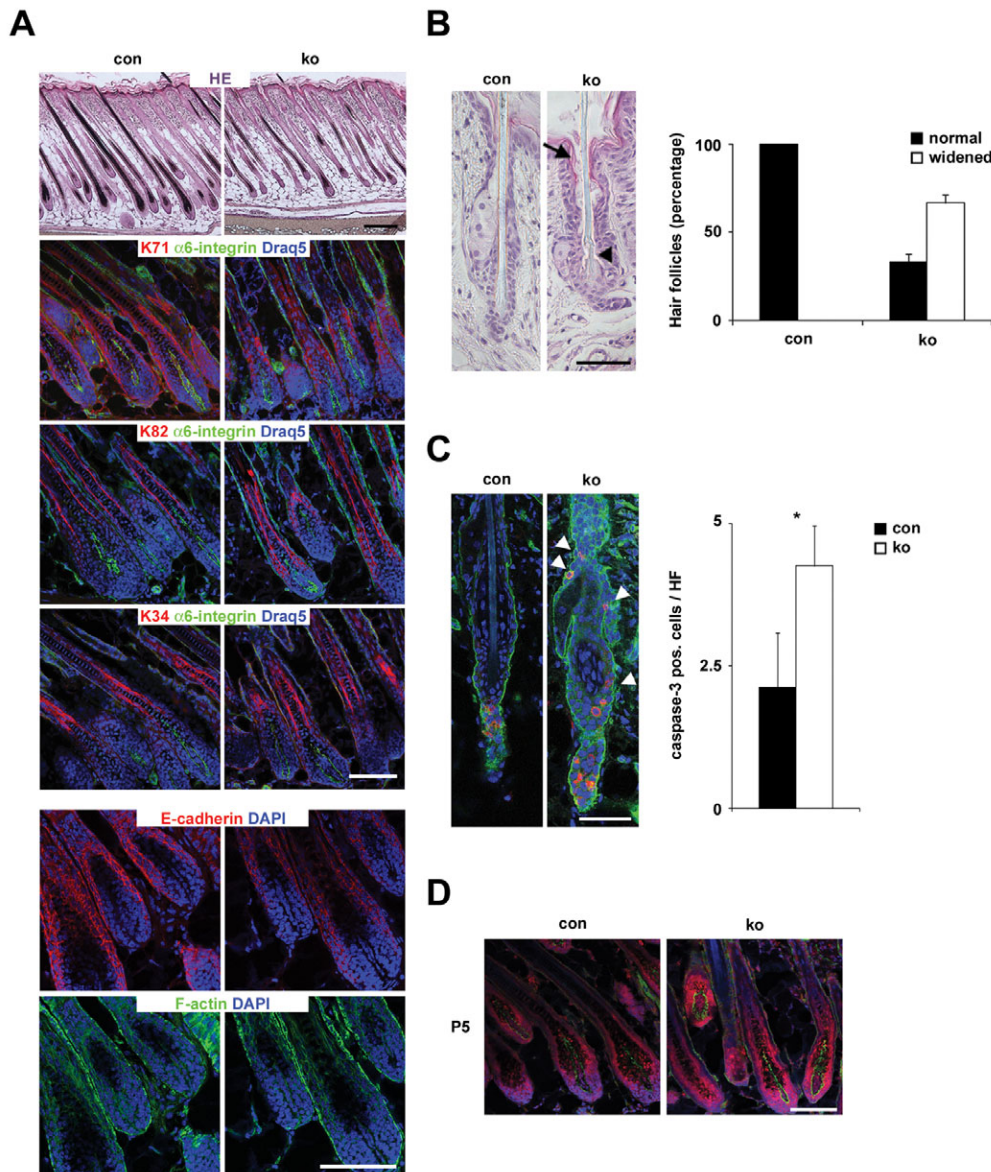 A
con ko
HE
K71 α6-integrin Draq5
K82 α6-integrin Draq5
K34 α6-integrin Draq5
E-cadherin DAPI
F-actin DAPI
B
con ko
Hair follicles (percentage)
100
50
0
normal
widened
con ko
C
con ko
caspase-3 pos. cells / HF
5
2.5
0
*
con
ko
D
con ko
P5